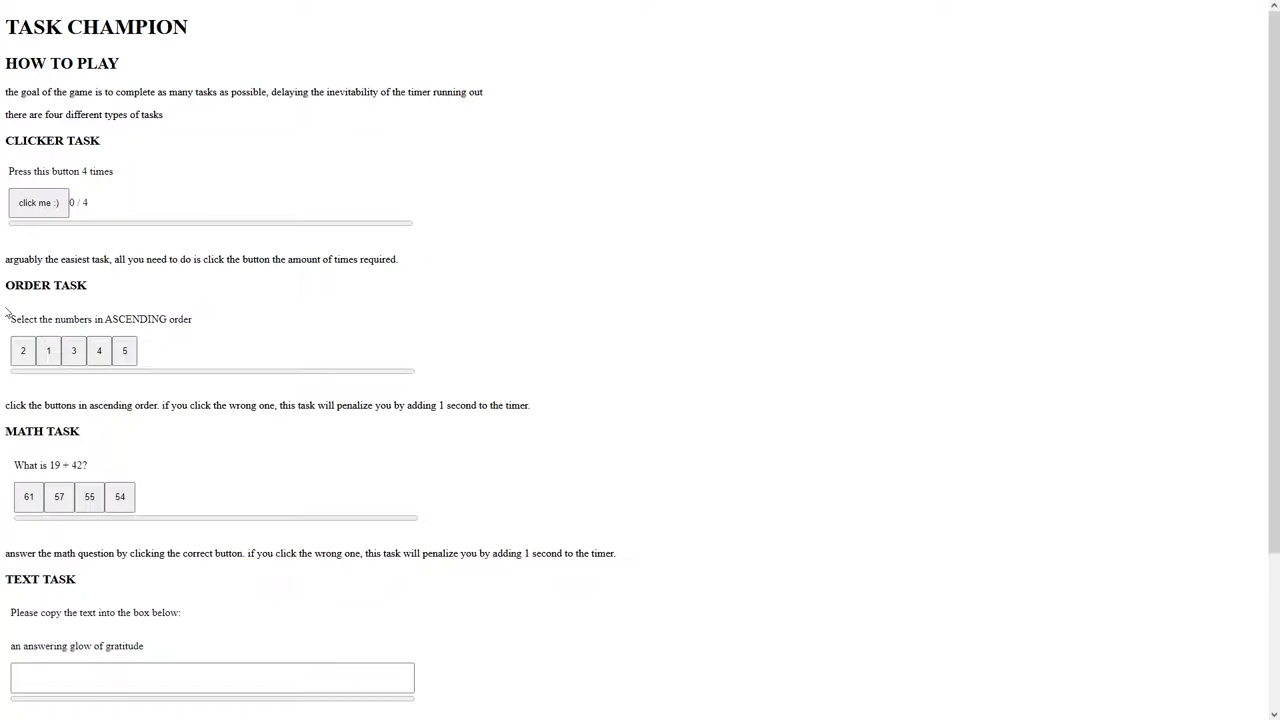 TASK CHAMPION
HOW TO PLAY
the goal of the game is to complete as many tasks as possible, delaying the inevitability of the timer running out
there are four different types of tasks
CLICKER TASK
Press this button 4 times
click me :) 0 / 4
arguably the easiest task, all you need to do is click the button the amount of times required.
ORDER TASK
Select the numbers in ASCENDING order
2 1 3 4 5
click the buttons in ascending order. if you click the wrong one, this task will penalize you by adding 1 second to the timer.
MATH TASK
What is 19 + 42?
61 57 55 54
answer the math question by clicking the correct button. if you click the wrong one, this task will penalize you by adding 1 second to the timer.
TEXT TASK
Please copy the text into the box below:
an answering glow of gratitude